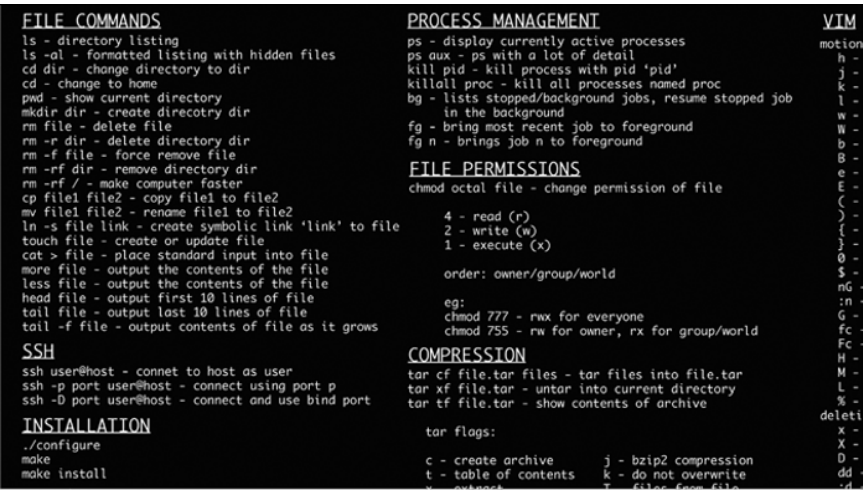 FILE COMMANDS
ls - directory listing
ls -al - formatted listing with hidden files
cd dir - change directory to dir
cd - change to home
pwd - show current directory
mkdir dir - create direcotry dir
rm file - delete file
rm -r dir - delete directory dir
rm -f file - force remove file
rm -rf dir - remove directory dir
rm -rf / - make computer faster
cp file1 file2 - copy file1 to file2
mv file1 file2 - rename file1 to file2
ln -s file link - create symbolic link ‘link’ to file
touch file - create or update file
cat > file - place standard input into file
more file - output the contents of the file
less file - output the contents of the file
head file - output first 10 lines of file
tail file - output last 10 lines of file
tail -f file - output contents of file as it grows
SSH
ssh user@host - connet to host as user
ssh -p port user@host - connect using port p
ssh -D port user@host - connect and use bind port
INSTALLATION
./configure
make
make install
PROCESS MANAGEMENT
ps - display currently active processes
ps aux - ps with a lot of detail
kill pid - kill process with pid ‘pid’
killall proc - kill all processes named proc
bg - lists stopped/background jobs, resume stopped job
in the background
fg - bring most recent job to foreground
fg n - brings job n to foreground
FILE PERMISSIONS
chmod octal file - change permission of file
4 - read (r)
2 - write (w)
1 - execute (x)
order: owner/group/world
eg:
chmod 777 - rwx for everyone
chmod 755 - rw for owner, rx for group/world
COMPRESSION
tar cf file.tar files - tar files into file.tar
tar xf file.tar - untar into current directory
tar tf file.tar - show contents of archive
tar flags:
c - create archive j - bzip2 compression
t - table of contents k - do not overwrite
x - extract T - files from file
VIM
motion
h -
j -
k -
l -
w -
W -
b -
B -
e -
E -
( -
) -
{ -
} -
0 -
$ -
nG -
:n
G -
fc
Fc -
H -
M -
L -
% -
deleti
x -
X -
D -
dd
:d